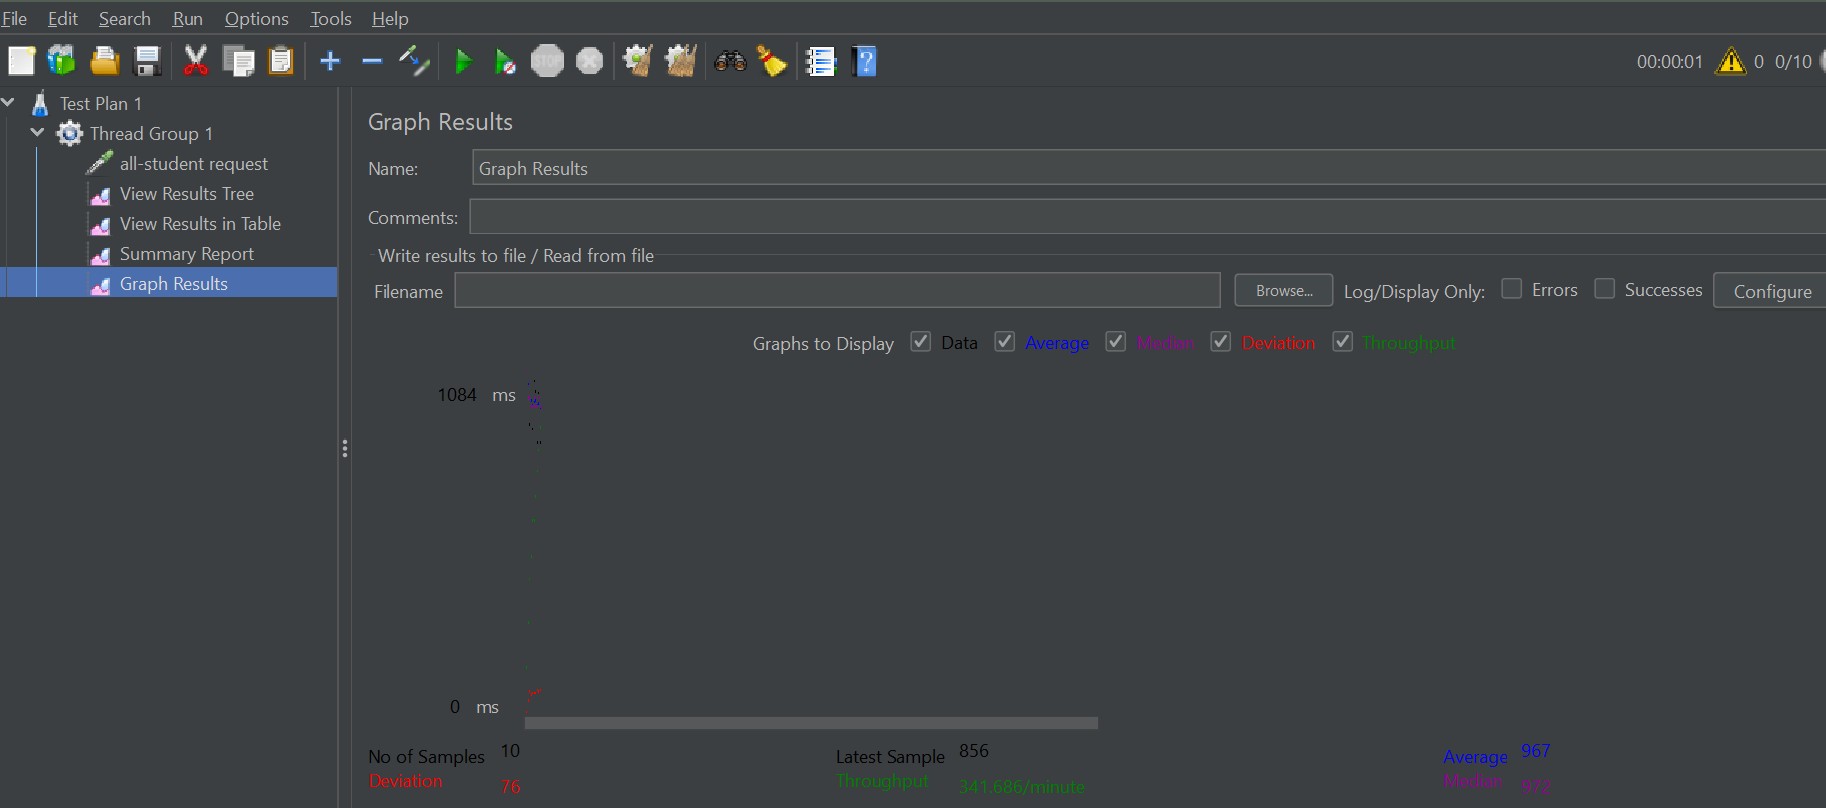 File Edit Search Run Options Tools Help
STOP
00:00:01 0 0/10
Test Plan 1
Thread Group 1
all-student request
View Results Tree
View Results in Table
Summary Report
Graph Results
Graph Results
Name: Graph Results
Comments:
Write results to file / Read from file
Filename Browse... Log/Display Only: Errors Successes Configure
Graphs to Display Data Average Median Deviation Throughput
1084 ms
0 ms
No of Samples 10 Latest Sample 856 Average 967
Deviation 76 Throughput 341.686/minute Median 972